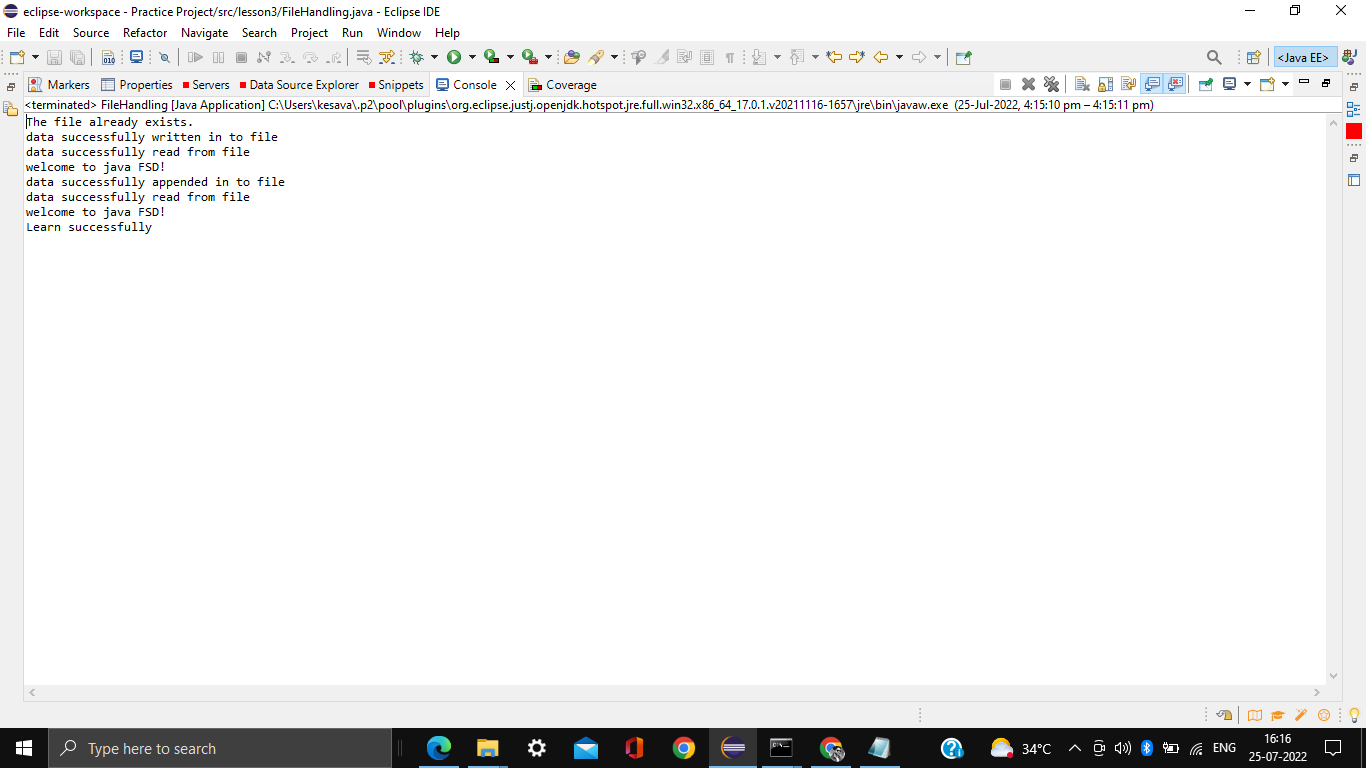 eclipse-workspace - Practice Project/src/lesson3/FileHandling.java - Eclipse IDE
File Edit Source Refactor Navigate Search Project Run Window Help
<Java EE>
Markers Properties Servers Data Source Explorer Snippets Console Coverage
<terminated> FileHandling [Java Application] C:\Users\kesava\.p2\pool\plugins\org.eclipse.justj.openjdk.hotspot.jre.full.win32.x86_64_17.0.1.v20211116-1657\jre\bin\javaw.exe (25-Jul-2022, 4:15:10 pm – 4:15:11 pm)
The file already exists.
data successfully written in to file
data successfully read from file
welcome to java FSD!
data successfully appended in to file
data successfully read from file
welcome to java FSD!
Learn successfully
Type here to search
34°C
ENG
16:16
25-07-2022